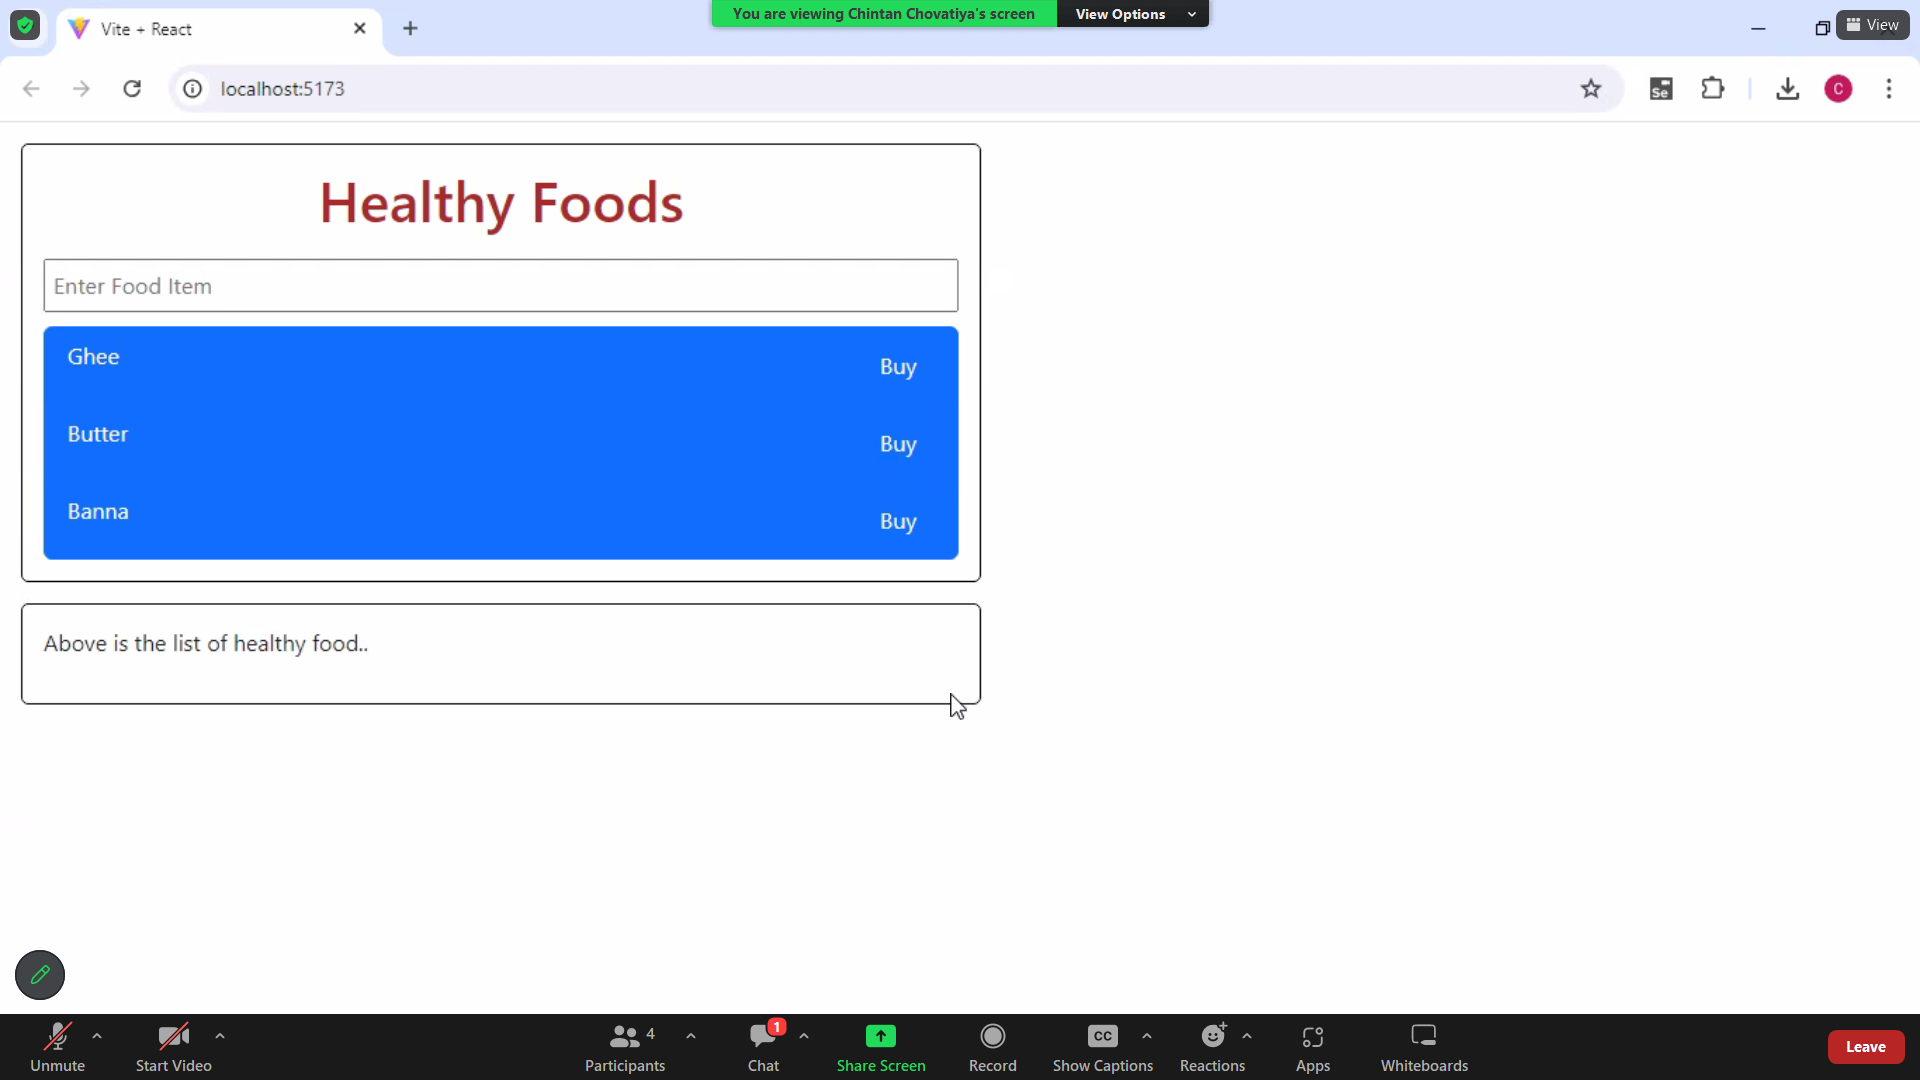 Vite + React
You are viewing Chintan Chovatiya's screen
View Options
View
localhost:5173
Se
C
Healthy Foods
Enter Food Item
Ghee
Buy
Butter
Buy
Banna
Buy
Above is the list of healthy food..
Unmute
Start Video
4
Participants
1
Chat
Share Screen
Record
CC
Show Captions
Reactions
Apps
Whiteboards
Leave